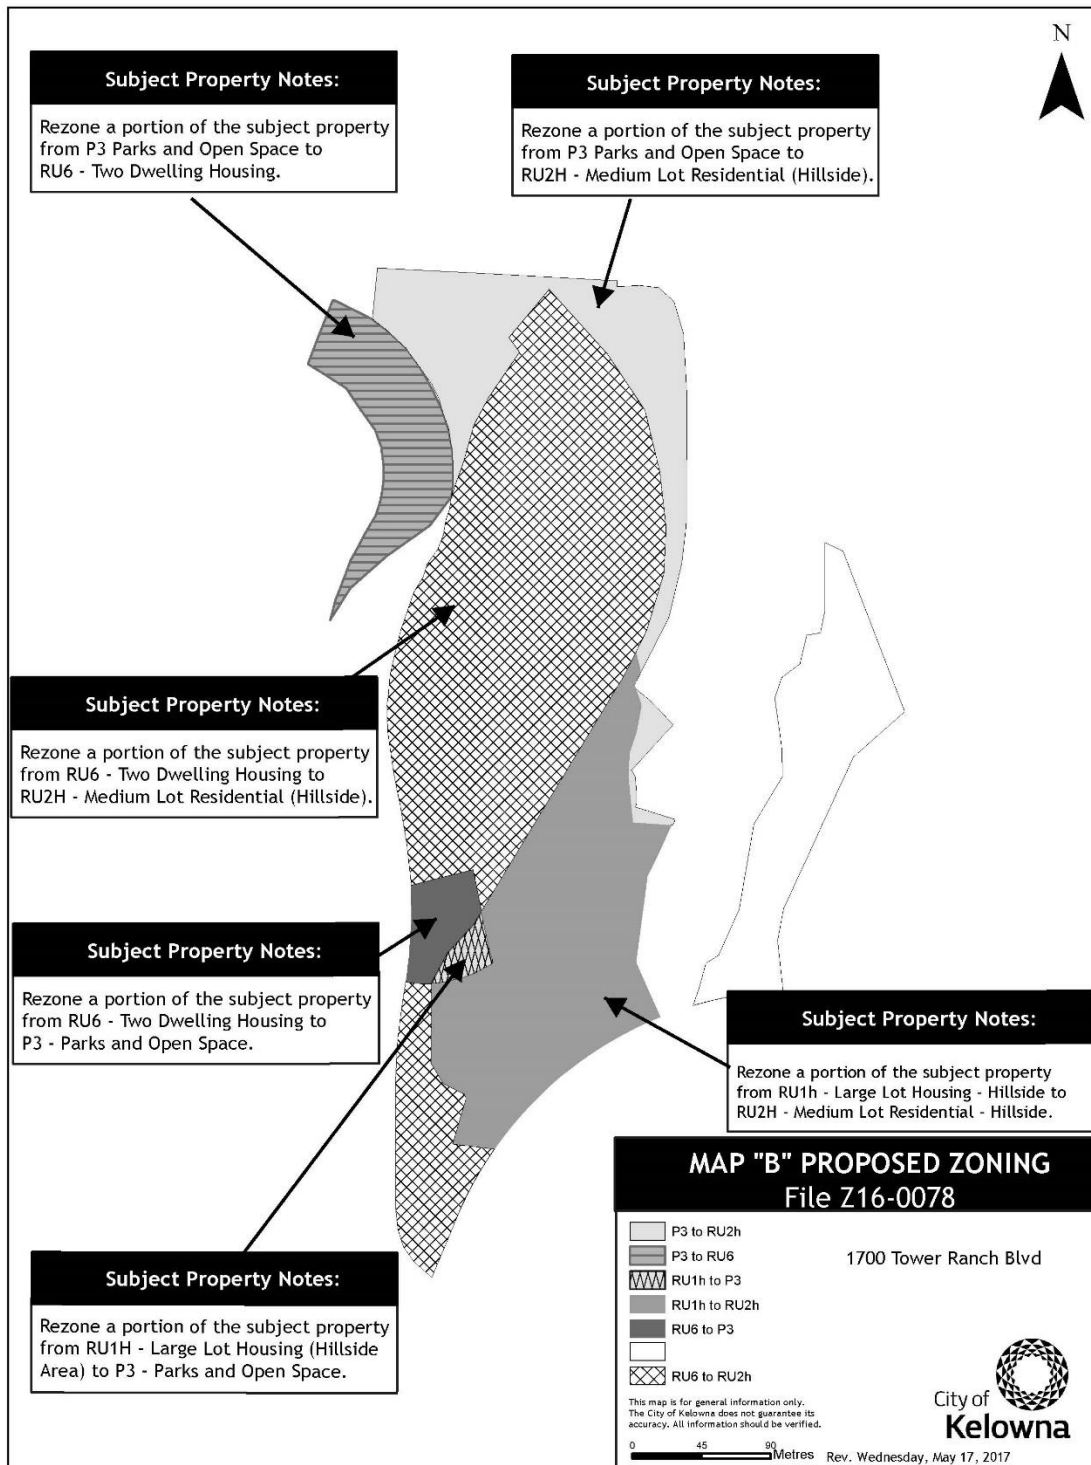 N
Subject Property Notes:
Rezone a portion of the subject property
from P3 Parks and Open Space to
RU6 - Two Dwelling Housing.
Subject Property Notes:
Rezone a portion of the subject property
from P3 Parks and Open Space to
RU2H - Medium Lot Residential (Hillside).
Subject Property Notes:
Rezone a portion of the subject property
from RU6 - Two Dwelling Housing to
RU2H - Medium Lot Residential (Hillside).
Subject Property Notes:
Rezone a portion of the subject property
from RU6 - Two Dwelling Housing to
P3 - Parks and Open Space.
Subject Property Notes:
Rezone a portion of the subject property
from RU1h - Large Lot Housing - Hillside to
RU2H - Medium Lot Residential - Hillside.
Subject Property Notes:
Rezone a portion of the subject property
from RU1H - Large Lot Housing (Hillside
Area) to P3 - Parks and Open Space.
MAP "B" PROPOSED ZONING
File Z16-0078
P3 to RU2h
P3 to RU6
RU1h to P3
RU1h to RU2h
RU6 to P3
RU6 to RU2h
1700 Tower Ranch Blvd
This map is for general information only.
The City of Kelowna does not guarantee its
accuracy. All information should be verified.
City of
Kelowna
0 45 90
Metres
Rev. Wednesday, May 17, 2017